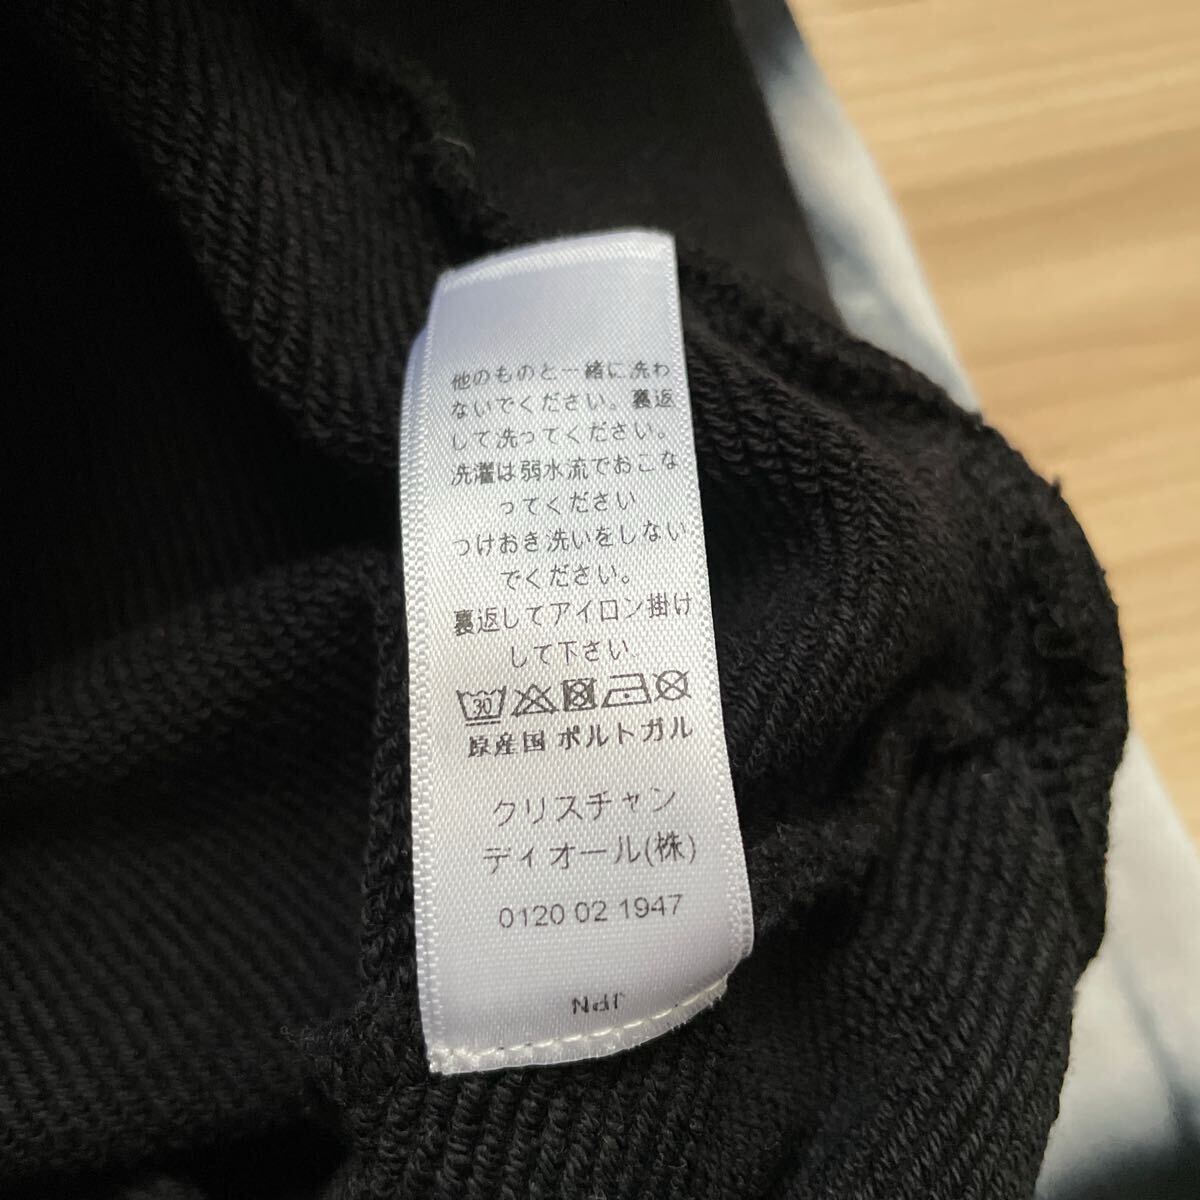 他のものと一緒に洗わ
ないでください。裏返
して洗ってください。
洗濯は弱水流でおこな
ってください
つけおき洗いをしない
でください。
裏返してアイロン掛け
して下さい.
30
原産国 ポルトガル
クリスチャン
ディオール(株)
0120 02 1947
JPN